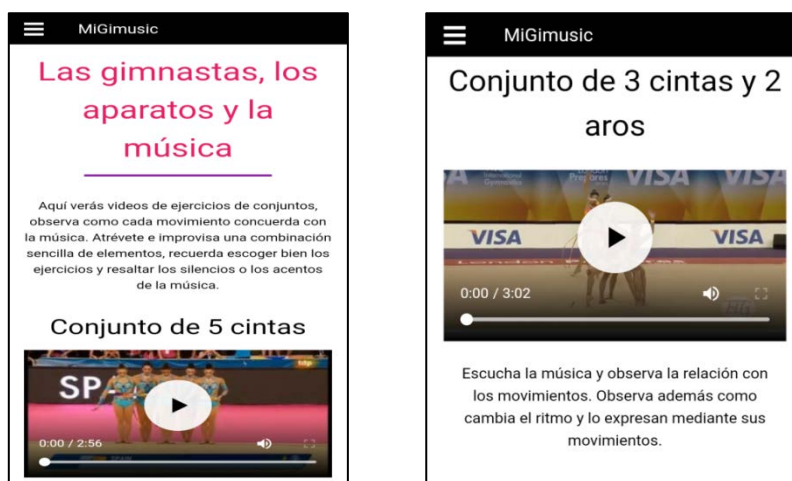 MiGimusic
Las gimnastas, los
aparatos y la
música
Aquí verás videos de ejercicios de conjuntos,
observa como cada movimiento concuerda con
la música. Atrévete e improvisa una combinación
sencilla de elementos, recuerda escoger bien los
ejercicios y resaltar los silencios o los acentos
de la música.
Conjunto de 5 cintas
SP
0:00 / 2:56
MiGimusic
Conjunto de 3 cintas y 2
aros
International
Gymnastics
London
Prepares
VISA
VISA
VISA
VISA
0:00 / 3:02
Escucha la música y observa la relación con
los movimientos. Observa además como
cambia el ritmo y lo expresan mediante sus
movimientos.